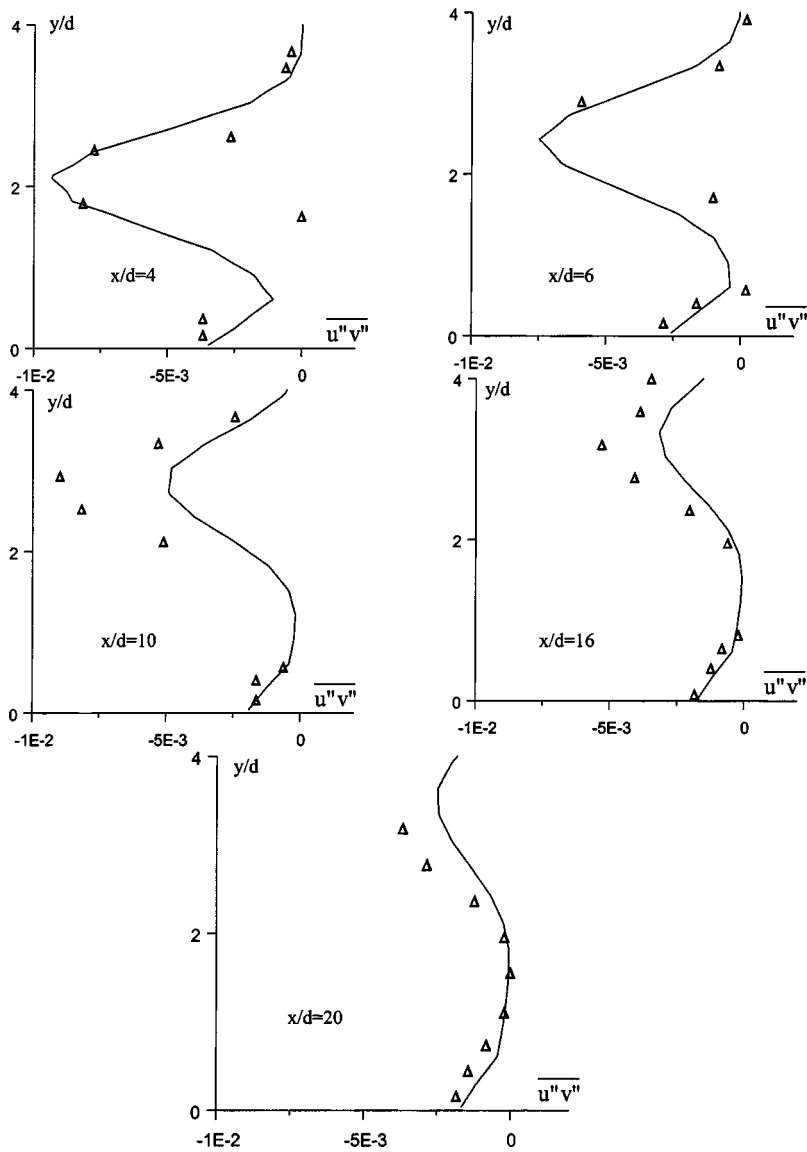 4 y/d
2
x/d=4
u"v"
0
-1E-2 -5E-3 0
4 y/d
2
x/d=6
u"v"
0
-1E-2 -5E-3 0
4 y/d
2
x/d=10
u"v"
0
-1E-2 -5E-3 0
4 y/d
2
x/d=16
u"v"
0
-1E-2 -5E-3 0
4 y/d
2
x/d=20
u"v"
0
-1E-2 -5E-3 0